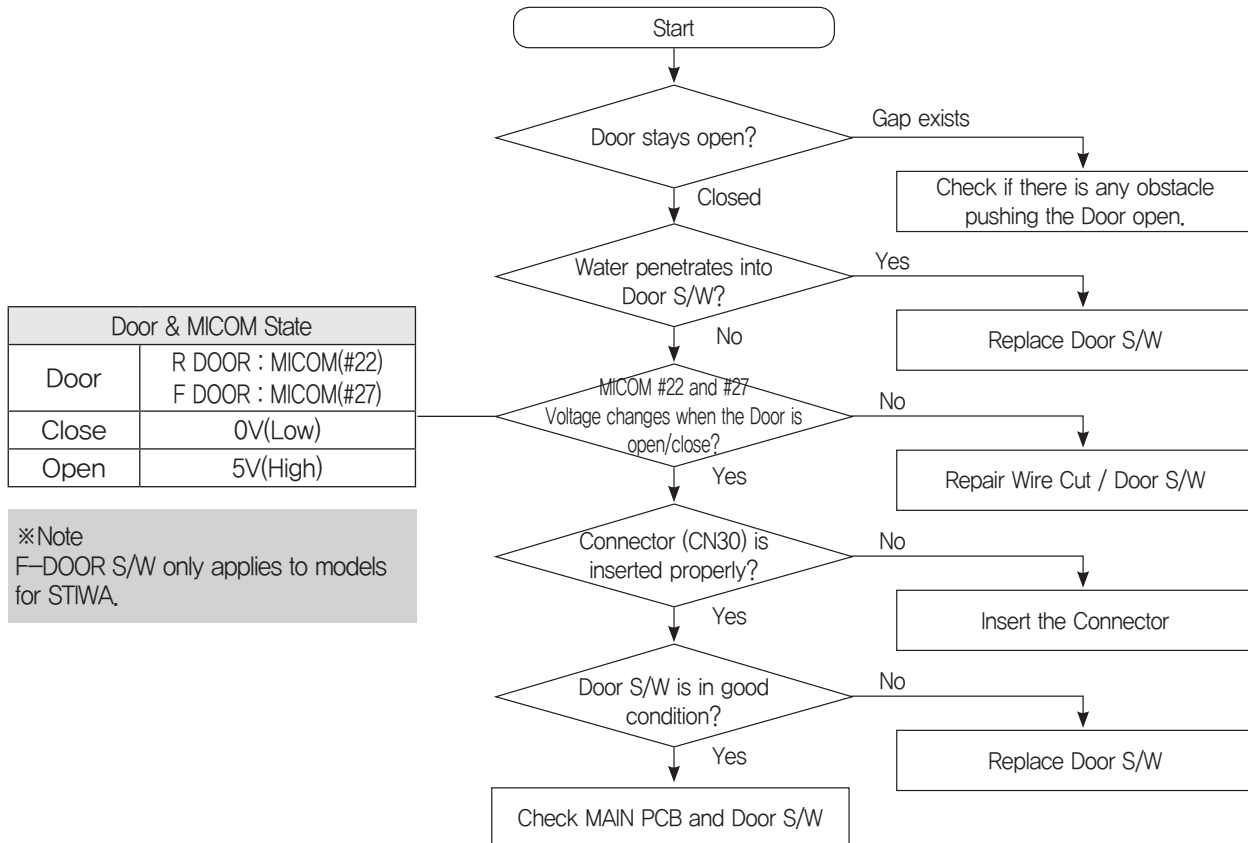 Start
Door stays open?
Gap exists
Check if there is any obstacle
pushing the Door open.
Closed
Water penetrates into
Door S/W?
Yes
Replace Door S/W
No
Door & MICOM State
Door
R DOOR : MICOM(#22)
F DOOR : MICOM(#27)
Close
0V(Low)
Open
5V(High)
※Note
F-DOOR S/W only applies to models
for STIWA.
MICOM #22 and #27
Voltage changes when the Door is
open/close?
No
Repair Wire Cut / Door S/W
Yes
Connector (CN30) is
inserted properly?
No
Insert the Connector
Yes
Door S/W is in good
condition?
No
Replace Door S/W
Yes
Check MAIN PCB and Door S/W